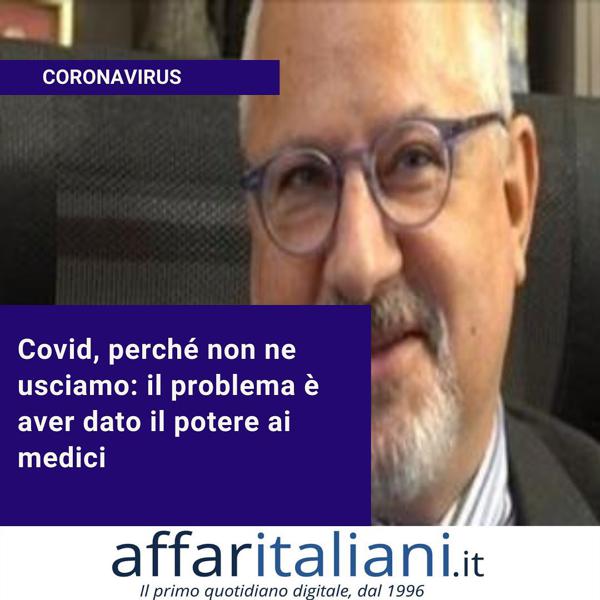 CORONAVIRUS
Covid, perché non ne
usciamo: il problema è
aver dato il potere ai
medici
affaritaliani.it
Il primo quotidiano digitale, dal 1996